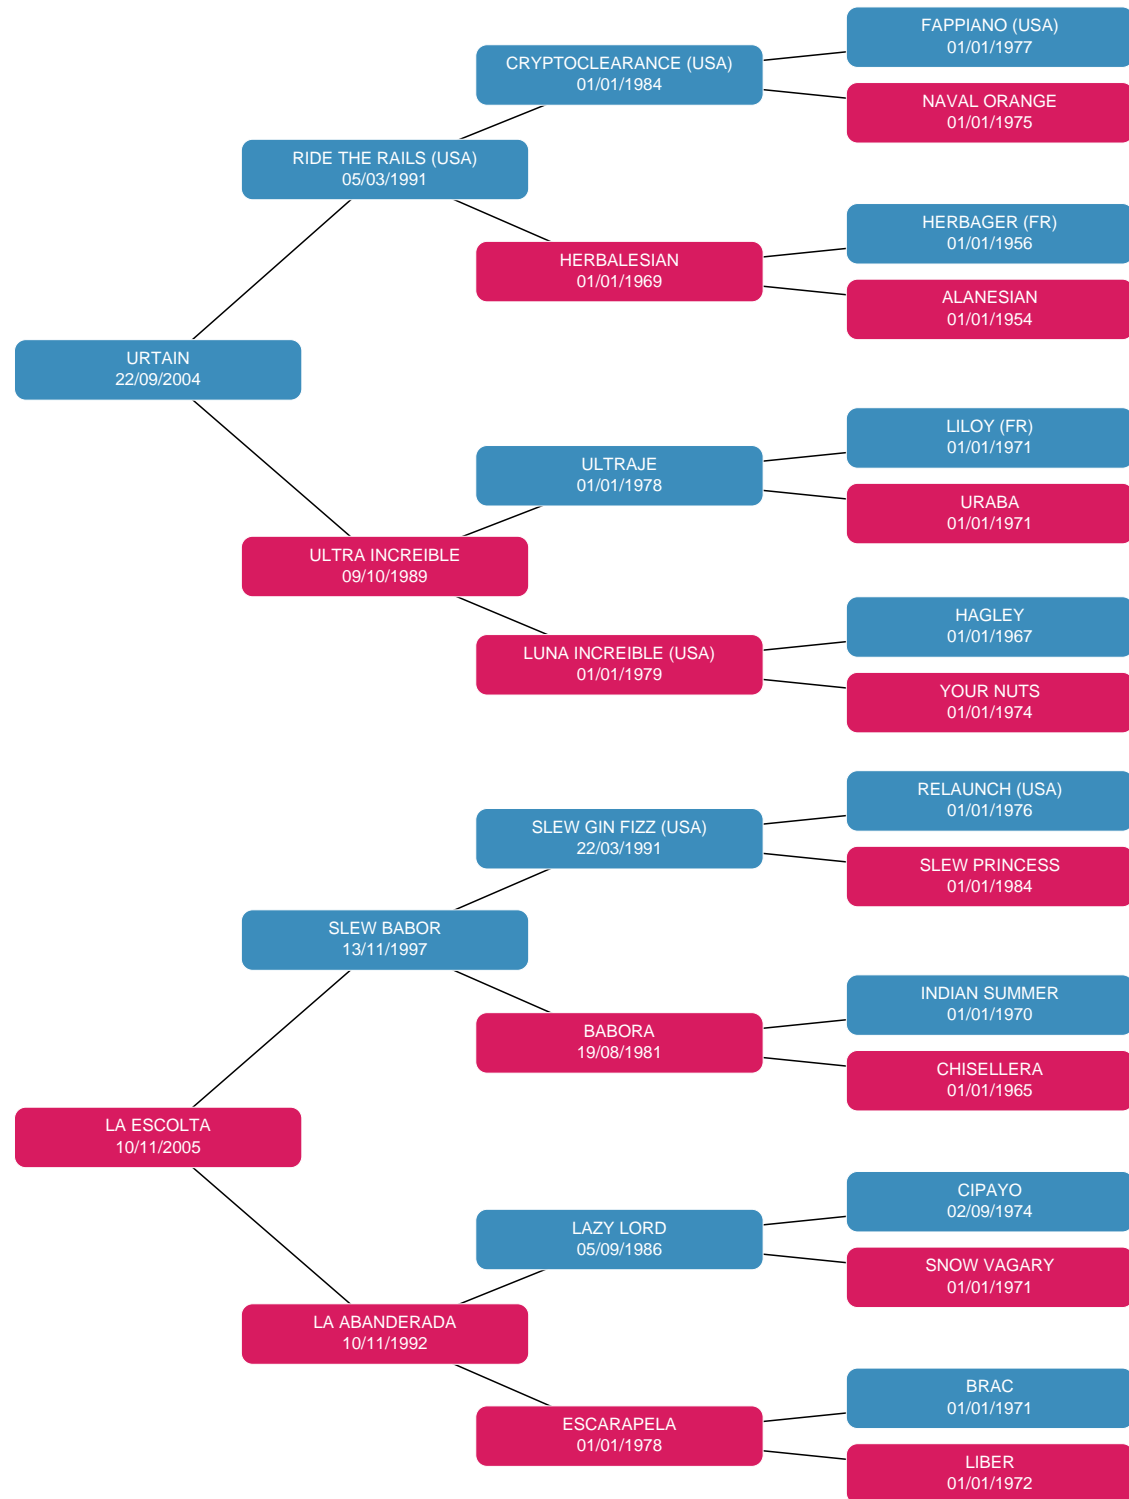 FAPPIANO (USA)
01/01/1977
CRYPTOCLEARANCE (USA)
01/01/1984
NAVAL ORANGE
01/01/1975
RIDE THE RAILS (USA)
05/03/1991
HERBAGER (FR)
01/01/1956
HERBALESIAN
01/01/1969
ALANESIAN
01/01/1954
URTAIN
22/09/2004
LILOY (FR)
01/01/1971
ULTRAJE
01/01/1978
URABA
01/01/1971
ULTRA INCREIBLE
09/10/1989
HAGLEY
01/01/1967
LUNA INCREIBLE (USA)
01/01/1979
YOUR NUTS
01/01/1974
RELAUNCH (USA)
01/01/1976
SLEW GIN FIZZ (USA)
22/03/1991
SLEW PRINCESS
01/01/1984
SLEW BABOR
13/11/1997
INDIAN SUMMER
01/01/1970
BABORA
19/08/1981
CHISELLERA
01/01/1965
LA ESCOLTA
10/11/2005
CIPAYO
02/09/1974
LAZY LORD
05/09/1986
SNOW VAGARY
01/01/1971
LA ABANDERADA
10/11/1992
BRAC
01/01/1971
ESCARAPELA
01/01/1978
LIBER
01/01/1972